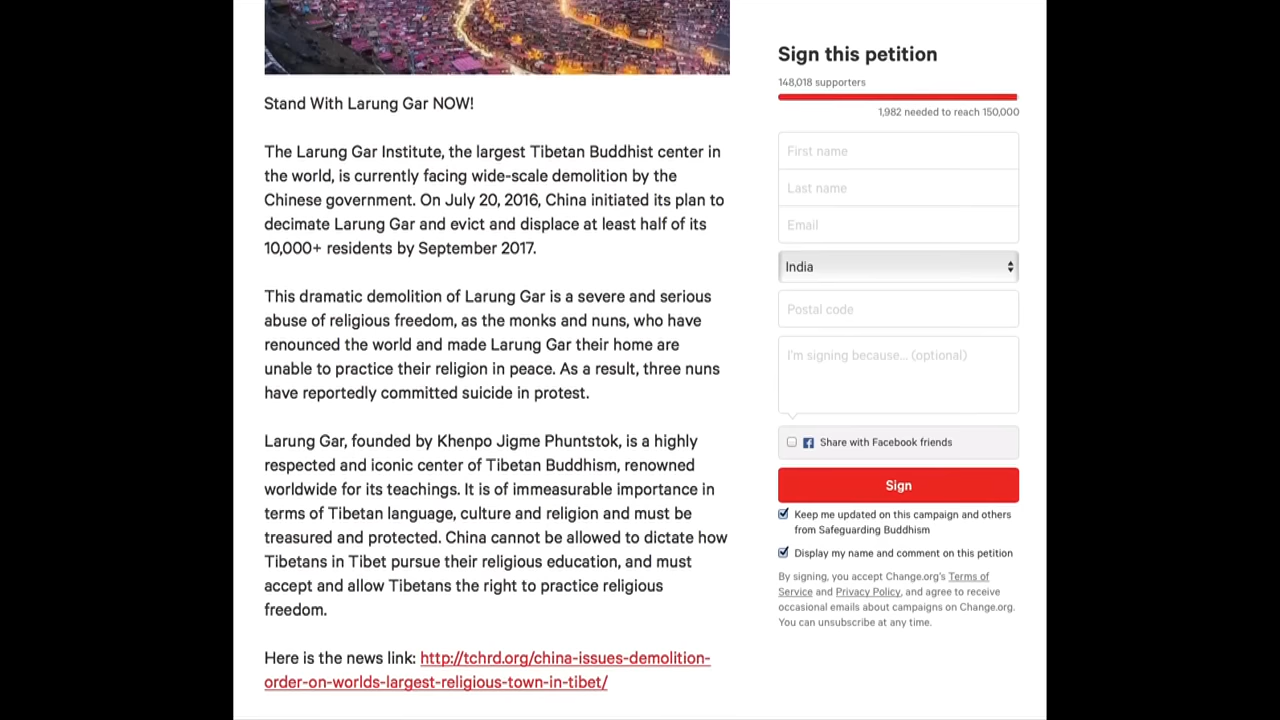 Stand With Larung Gar NOW!
The Larung Gar Institute, the largest Tibetan Buddhist center in
the world, is currently facing wide-scale demolition by the
Chinese government. On July 20, 2016, China initiated its plan to
decimate Larung Gar and evict and displace at least half of its
10,000+ residents by September 2017.
This dramatic demolition of Larung Gar is a severe and serious
abuse of religious freedom, as the monks and nuns, who have
renounced the world and made Larung Gar their home are
unable to practice their religion in peace. As a result, three nuns
have reportedly committed suicide in protest.
Larung Gar, founded by Khenpo Jigme Phuntstok, is a highly
respected and iconic center of Tibetan Buddhism, renowned
worldwide for its teachings. It is of immeasurable importance in
terms of Tibetan language, culture and religion and must be
treasured and protected. China cannot be allowed to dictate how
Tibetans in Tibet pursue their religious education, and must
accept and allow Tibetans the right to practice religious
freedom.
Here is the news link: http://tchrd.org/china-issues-demolition-
order-on-worlds-largest-religious-town-in-tibet/
Sign this petition
148,018 supporters
1,982 needed to reach 150,000
First name
Last name
Email
India
Postal code
I'm signing because... (optional)
Share with Facebook friends
Sign
Keep me updated on this campaign and others
from Safeguarding Buddhism
Display my name and comment on this petition
By signing, you accept Change.org's Terms of
Service and Privacy Policy, and agree to receive
occasional emails about campaigns on Change.org.
You can unsubscribe at any time.